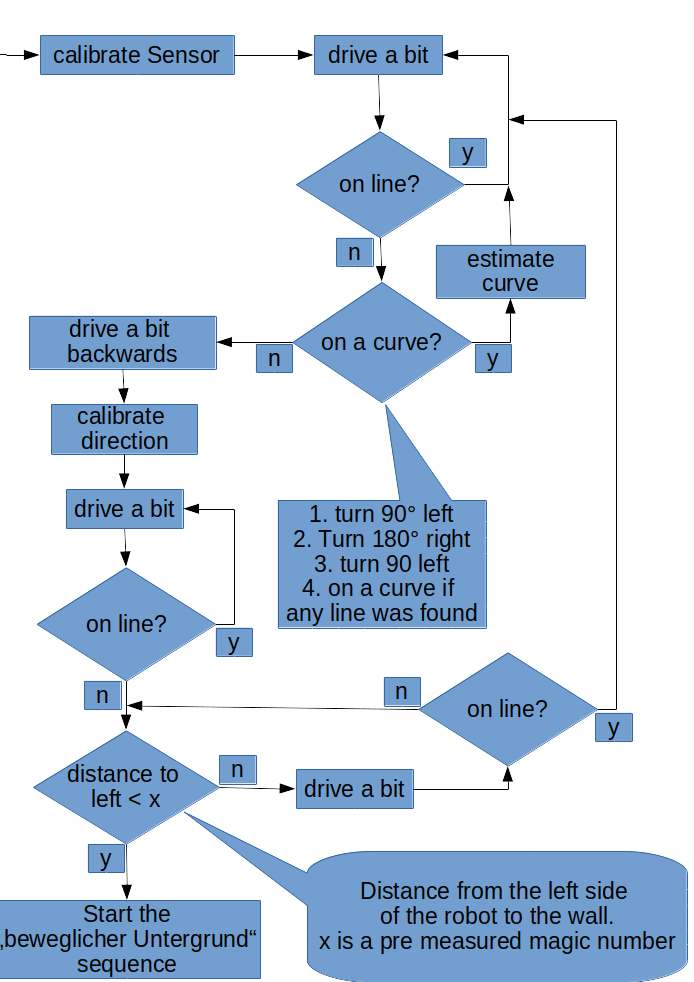 calibrate Sensor
drive a bit
y
on line?
n
estimate
curve
drive a bit
backwards
n
on a curve?
y
calibrate
direction
drive a bit
1. turn 90° left
2. Turn 180° right
3. turn 90 left
4. on a curve if
any line was found
on line?
y
n
n
on line?
y
distance to
left < x
n
drive a bit
y
Start the
„beweglicher Untergrund“
sequence
Distance from the left side
of the robot to the wall.
x is a pre measured magic number